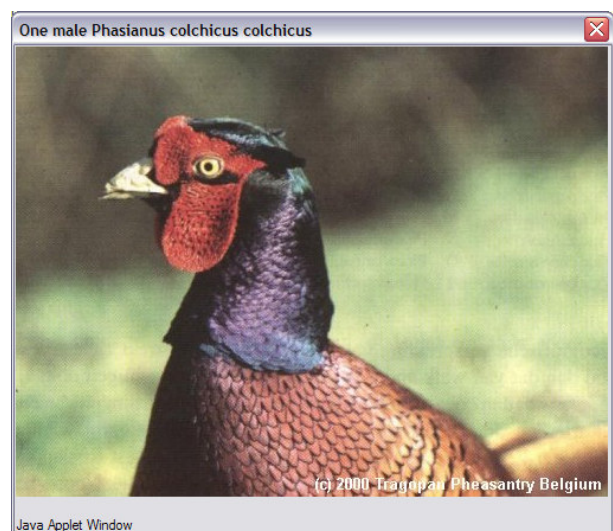 One male Phasianus colchicus colchicus
(c) 2000 Tragopan Pheasantry Belgium
Java Applet Window